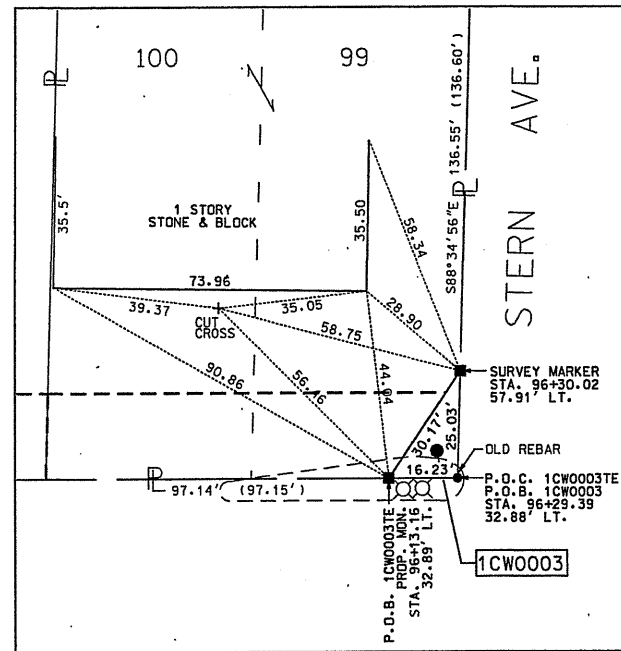 100
99
PL
S88°34'56"E 136.55' (136.60')
PL
STERN AVE.
35.5'
1 STORY
STONE & BLOCK
35.50
58.34
73.96
39.37
35.05
28.90
CUT
CROSS
58.75
90.86
56.46
44.04
SURVEY MARKER
STA. 96+30.02
57.91' LT.
30.17'
25.03'
OLD REBAR
16.23'
PL
97.14' (97.15')
P.O.C. 1CW0003TE
P.O.B. 1CW0003
STA. 96+29.39
32.88' LT.
P.O.B. 1CW0003TE
PROP. MON.
STA. 96+13.16
32.89' LT.
1CW0003